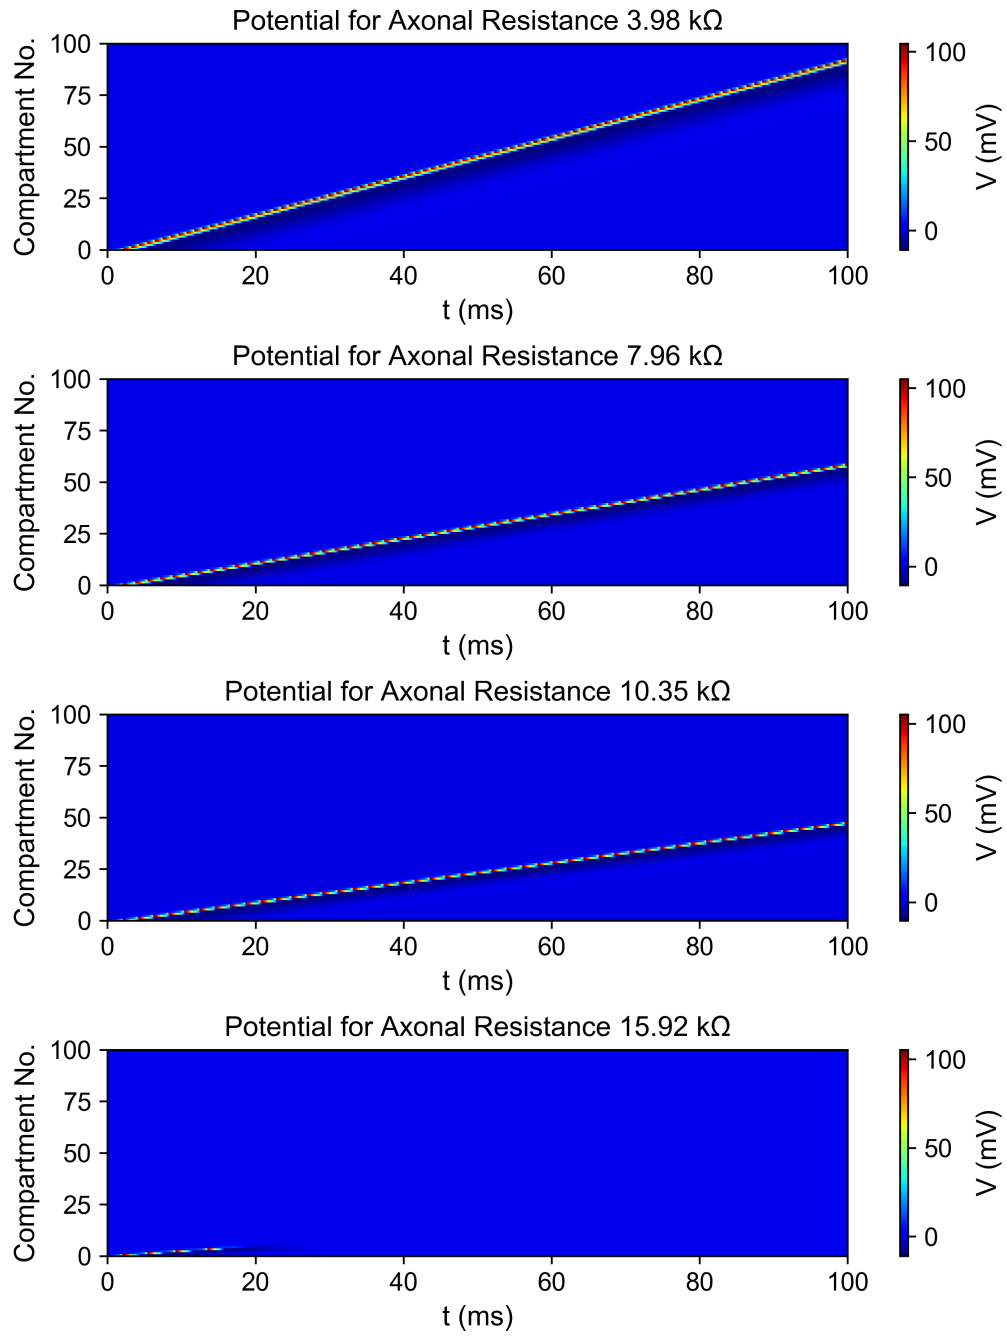 Potential for Axonal Resistance 3.98 kΩ
Compartment No.
100
75
50
25
0
0 20 40 60 80 100
t (ms)
100
50
0
V (mV)
Potential for Axonal Resistance 7.96 kΩ
Compartment No.
100
75
50
25
0
0 20 40 60 80 100
t (ms)
100
50
0
V (mV)
Potential for Axonal Resistance 10.35 kΩ
Compartment No.
100
75
50
25
0
0 20 40 60 80 100
t (ms)
100
50
0
V (mV)
Potential for Axonal Resistance 15.92 kΩ
Compartment No.
100
75
50
25
0
0 20 40 60 80 100
t (ms)
100
50
0
V (mV)